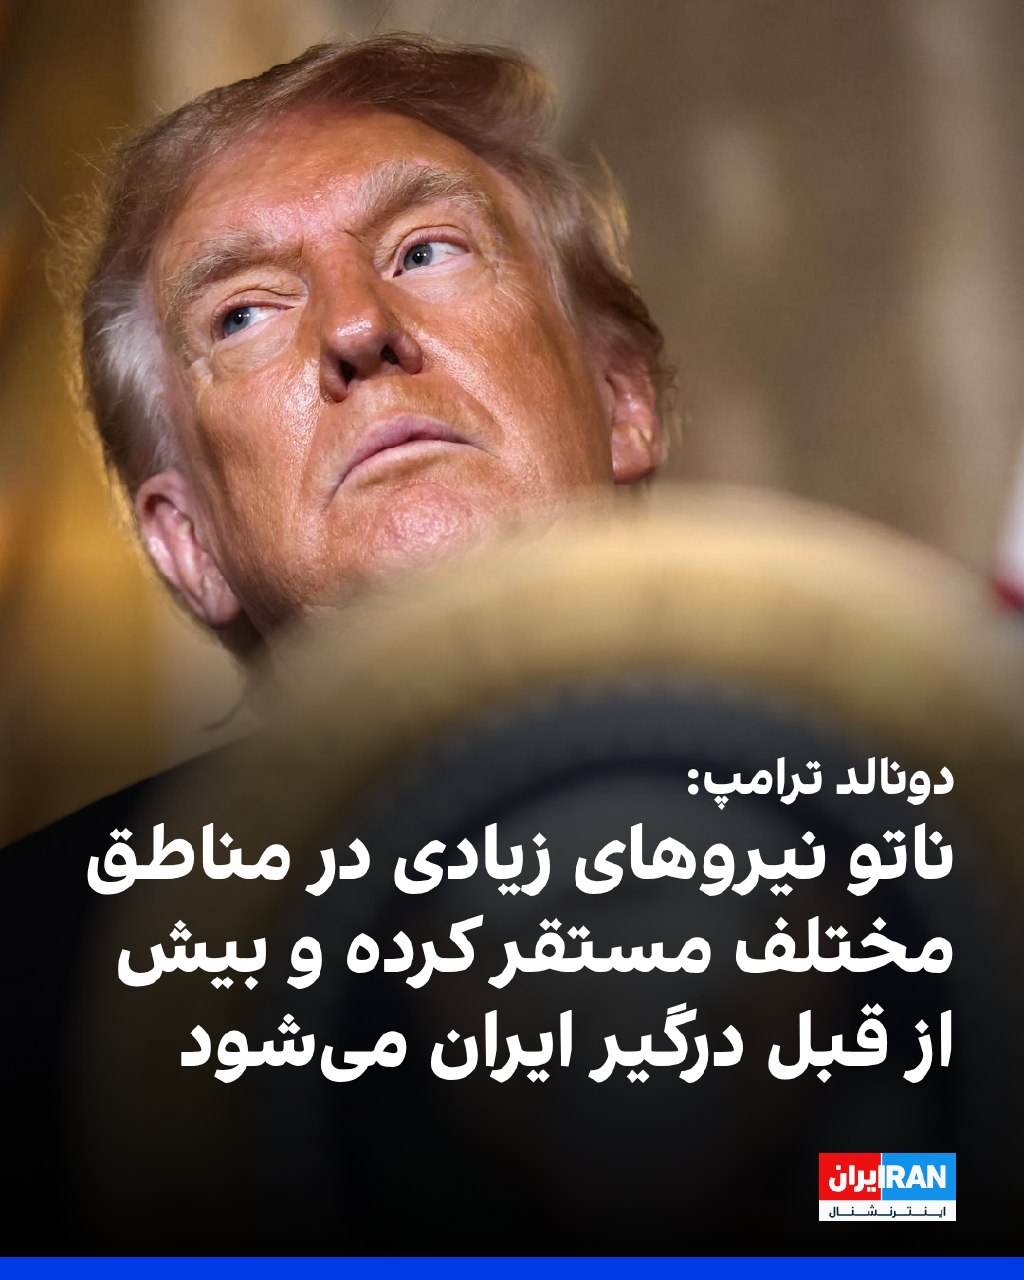 دونالد ترامپ:
ناتو نیروهای زیادی در مناطق
مختلف مستقر کرده و بیش
از قبل درگیر ایران می‌شود
ایران IRAN
اینترنشنال